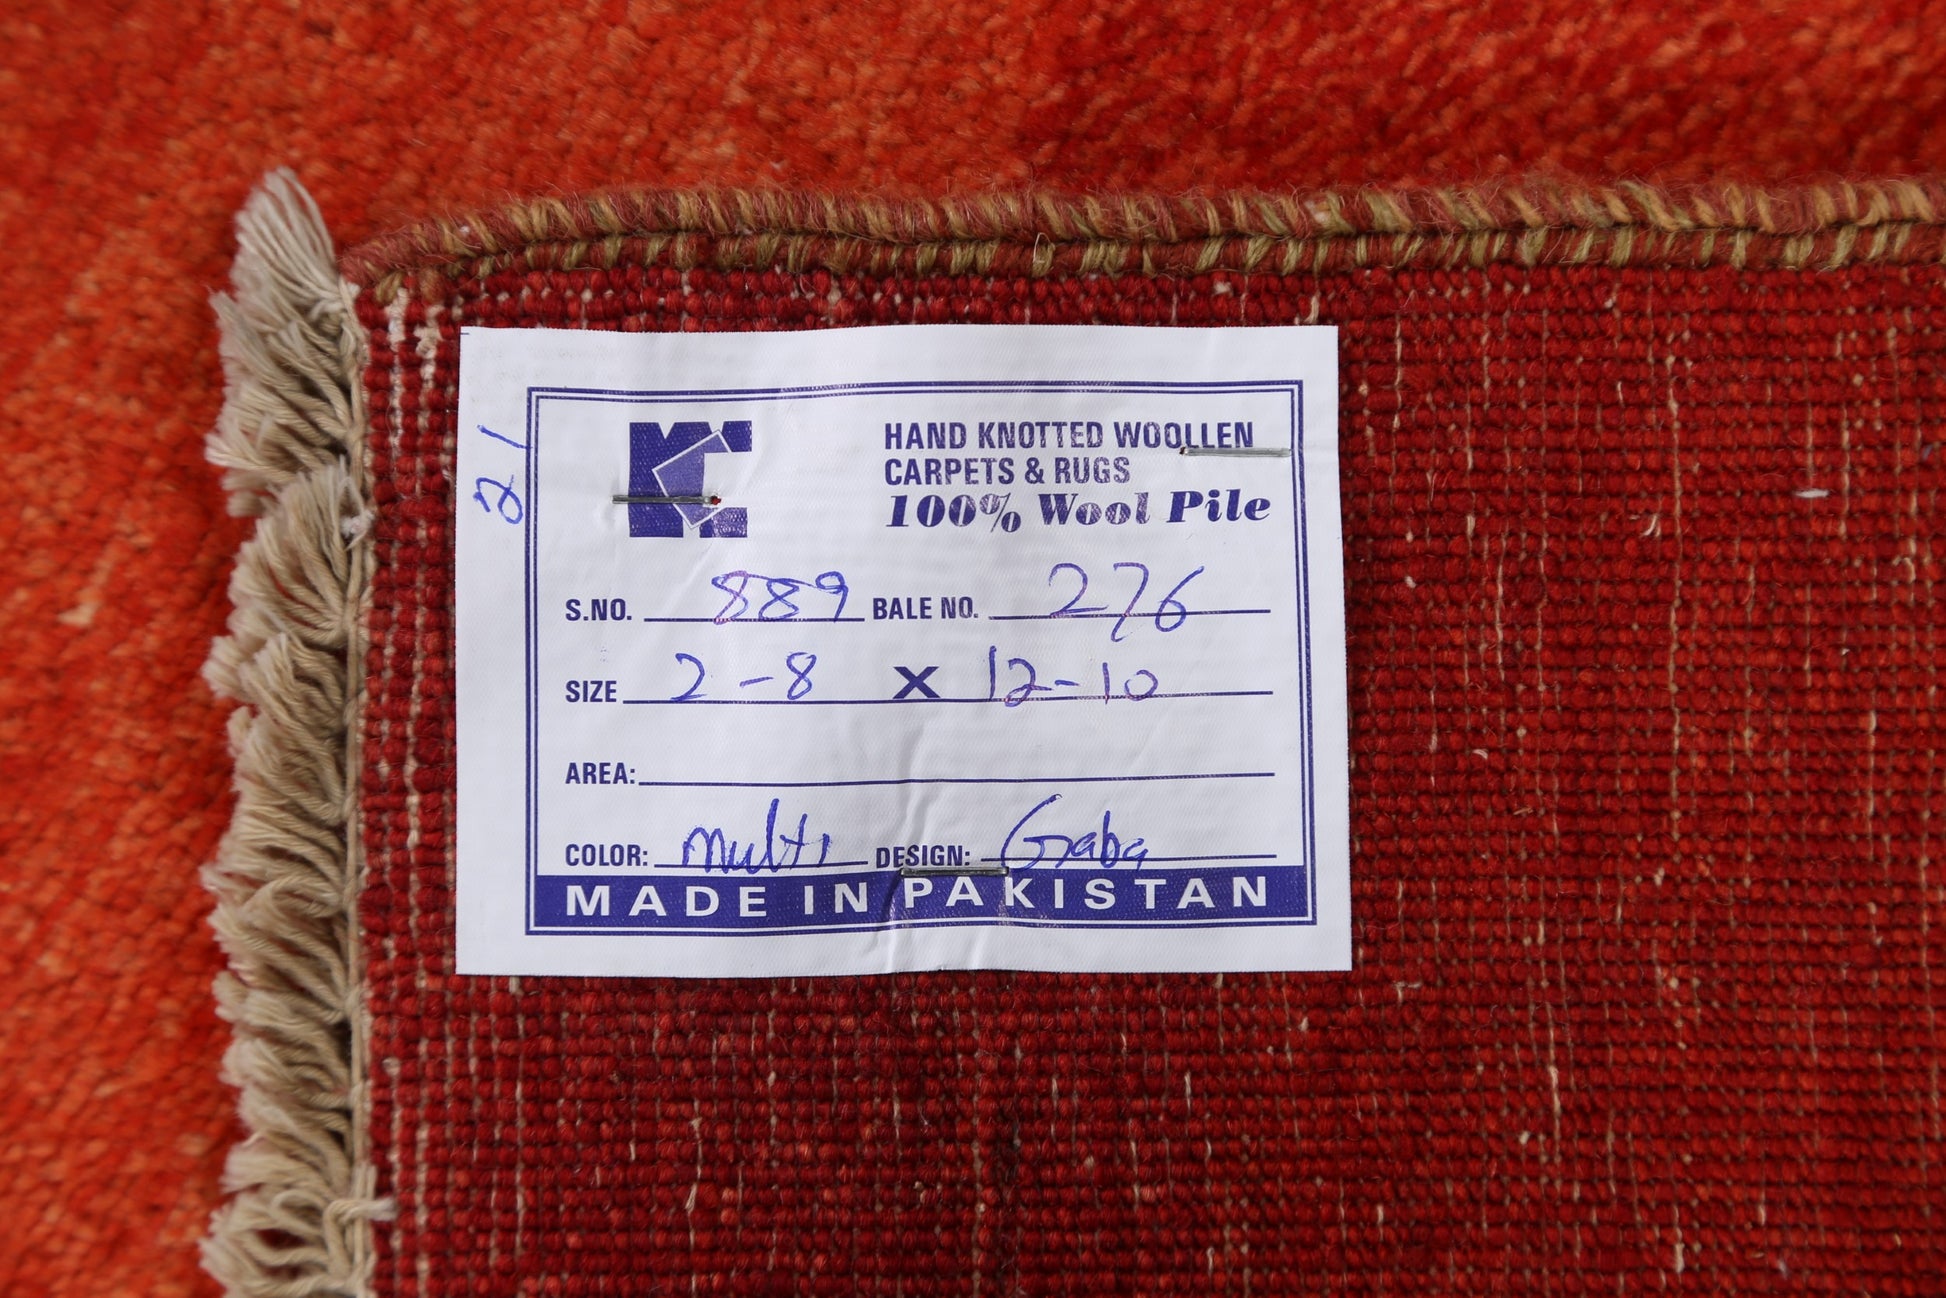 21
HAND KNOTTED WOOLLEN
CARPETS & RUGS
100% Wool Pile
S.NO. 889 BALE NO. 276
SIZE 2-8 X 12-10
AREA:
COLOR: Multi DESIGN: Gaba
MADE IN PAKISTAN